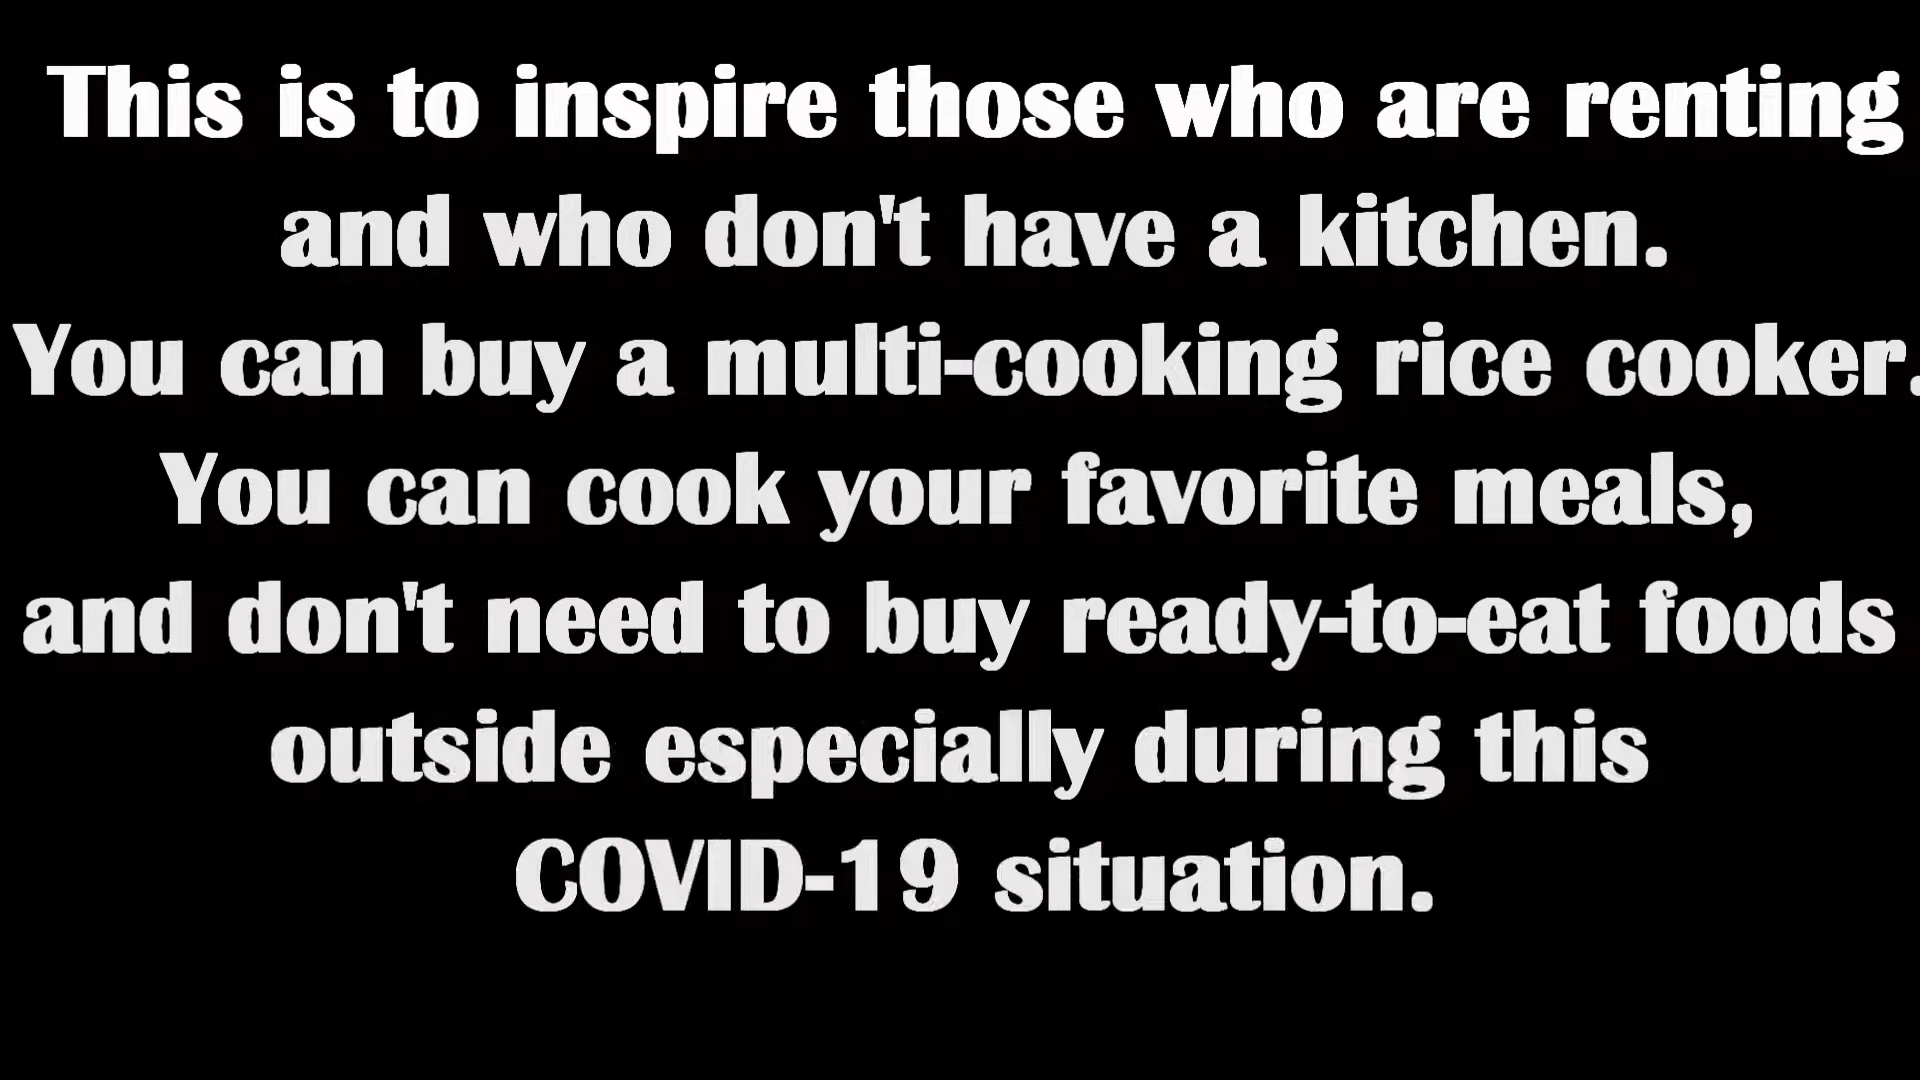 This is to inspire those who are renting
and who don't have a kitchen.
You can buy a multi-cooking rice cooker.
You can cook your favorite meals,
and don't need to buy ready-to-eat foods
outside especially during this
COVID-19 situation.